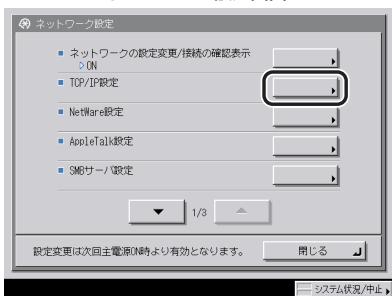 ネットワーク設定
ネットワークの設定変更/接続の確認表示
ON
TCP/IP設定
NetWare設定
AppleTalk設定
SMBサーバ設定
1/3
設定変更は次回主電源ON時より有効となります。
閉じる
システム状況/中止